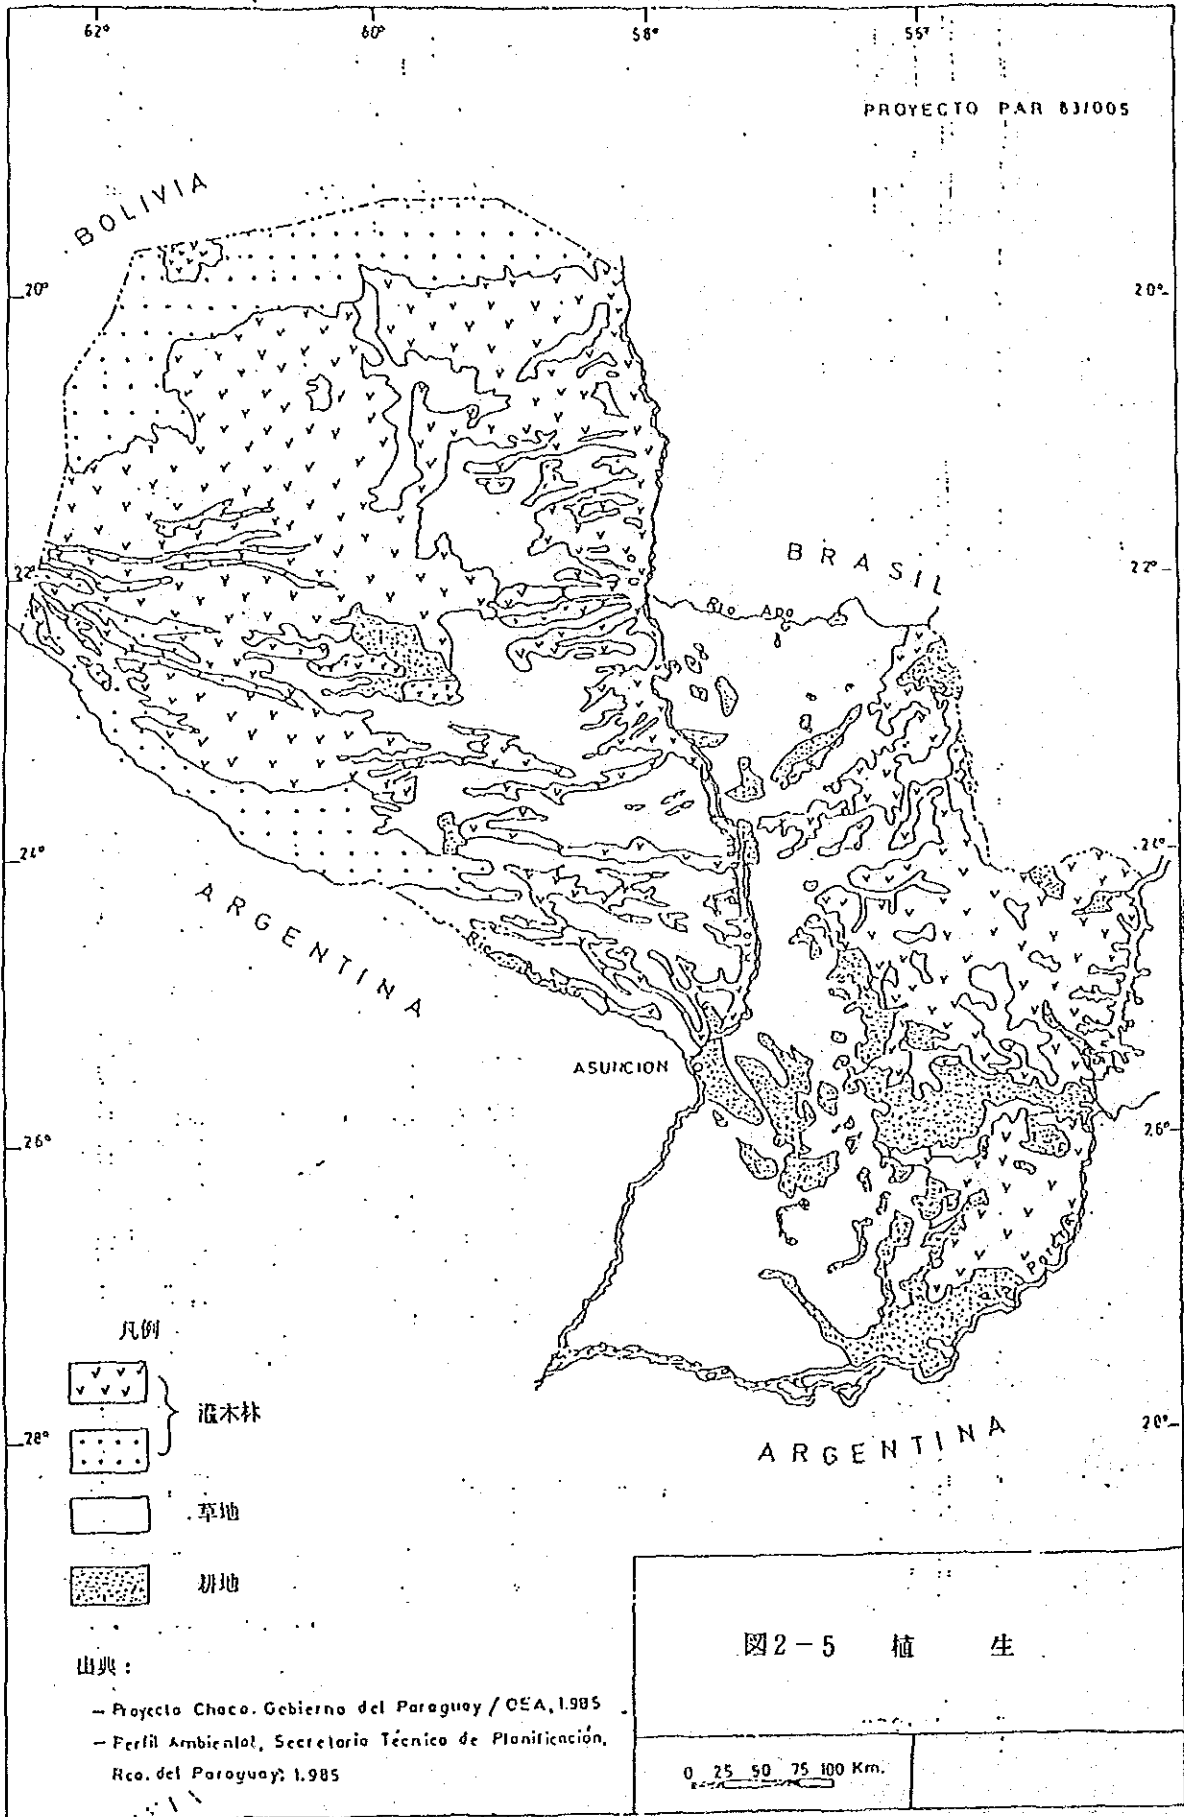 62° 60° 58° 56°
PROYECTO PAR 83/005
BOLIVIA
20° 20°
BRASIL
22° 22°
Rio Apa
24° 24°
ARGENTINA
Rio
ASUNCION
26° 26°
凡例
灌木林
28°
ARGENTINA
草地
耕地
図2-5 植生
出典:
- Proyecto Chaco. Gobierno del Paraguay / OEA, 1.985
- Perfil Ambiental, Secretario Técnico de Planificación,
Rca. del Paraguay; 1.985
0 25 50 75 100 Km.